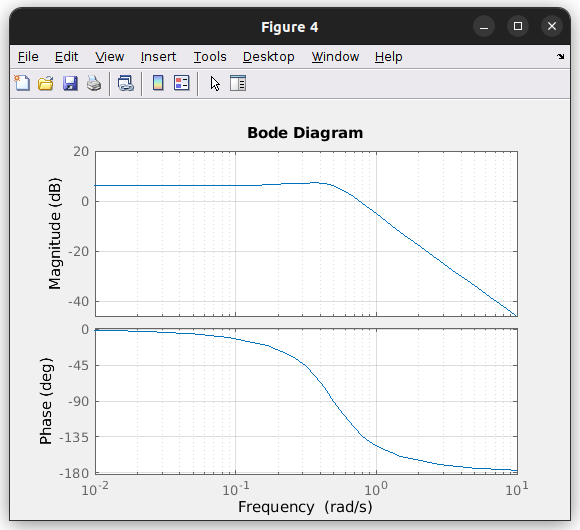 Figure 4
File Edit View Insert Tools Desktop Window Help
Bode Diagram
Magnitude (dB)
20
0
-20
-40
Phase (deg)
0
-45
-90
-135
-180
10^-2 10^-1 10^0 10^1
Frequency (rad/s)